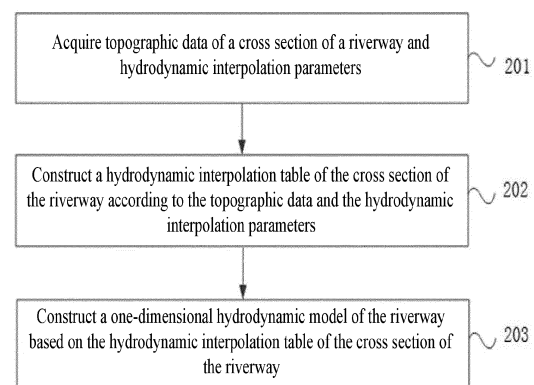 Acquire topographic data of a cross section of a riverway and
hydrodynamic interpolation parameters
201
Construct a hydrodynamic interpolation table of the cross section of
the riverway according to the topographic data and the hydrodynamic
interpolation parameters
202
Construct a one-dimensional hydrodynamic model of the riverway
based on the hydrodynamic interpolation table of the cross section of
the riverway
203